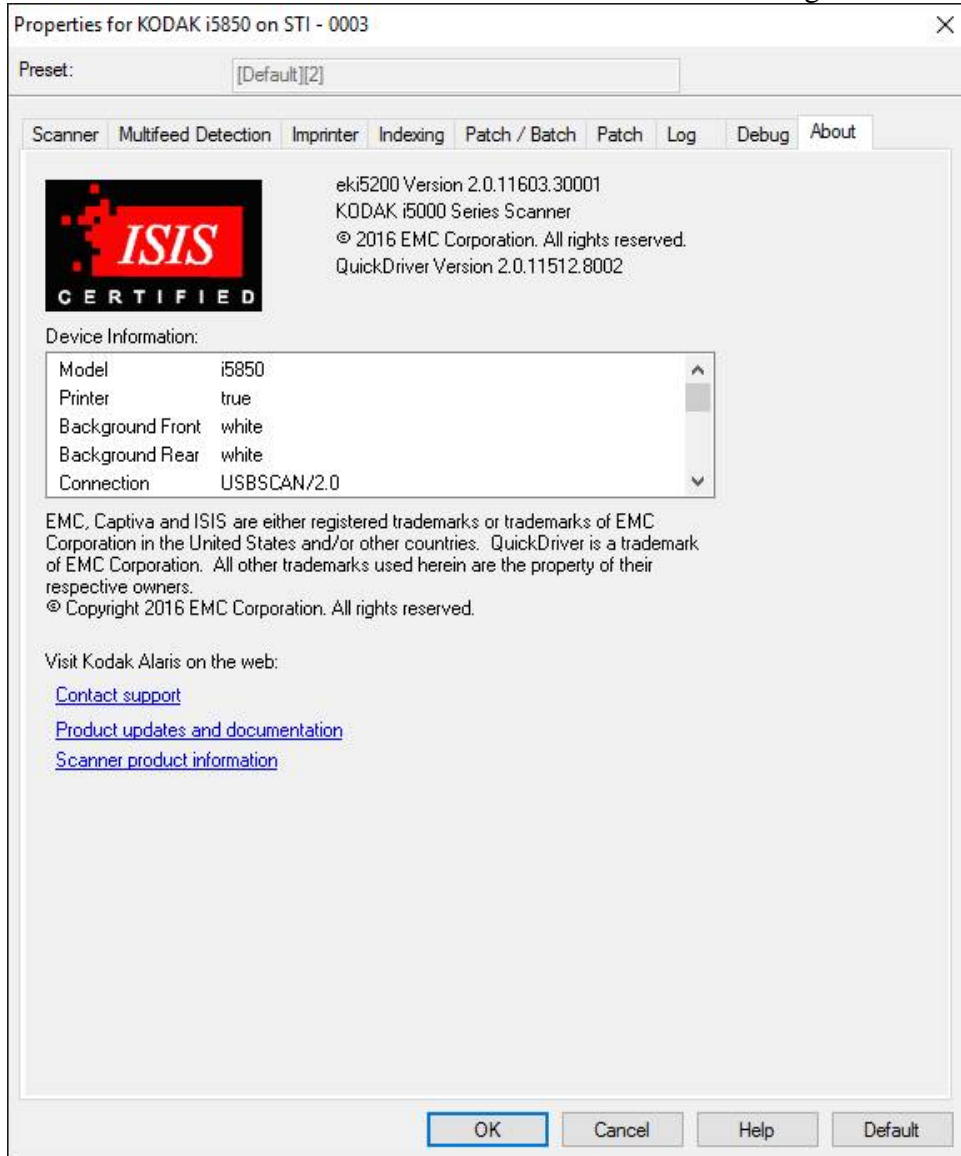 Properties for KODAK i5850 on STI - 0003
Preset: [Default][2]
Scanner Multifeed Detection Imprinter Indexing Patch / Batch Patch Log Debug About
ISIS
CERTIFIED
eki5200 Version 2.0.11603.30001
KODAK i5000 Series Scanner
© 2016 EMC Corporation. All rights reserved.
QuickDriver Version 2.0.11512.8002
Device Information:
Model i5850
Printer true
Background Front white
Background Rear white
Connection USBSCAN/2.0
EMC, Captiva and ISIS are either registered trademarks or trademarks of EMC
Corporation in the United States and/or other countries. QuickDriver is a trademark
of EMC Corporation. All other trademarks used herein are the property of their
respective owners.
© Copyright 2016 EMC Corporation. All rights reserved.
Visit Kodak Alaris on the web:
Contact support
Product updates and documentation
Scanner product information
OK Cancel Help Default